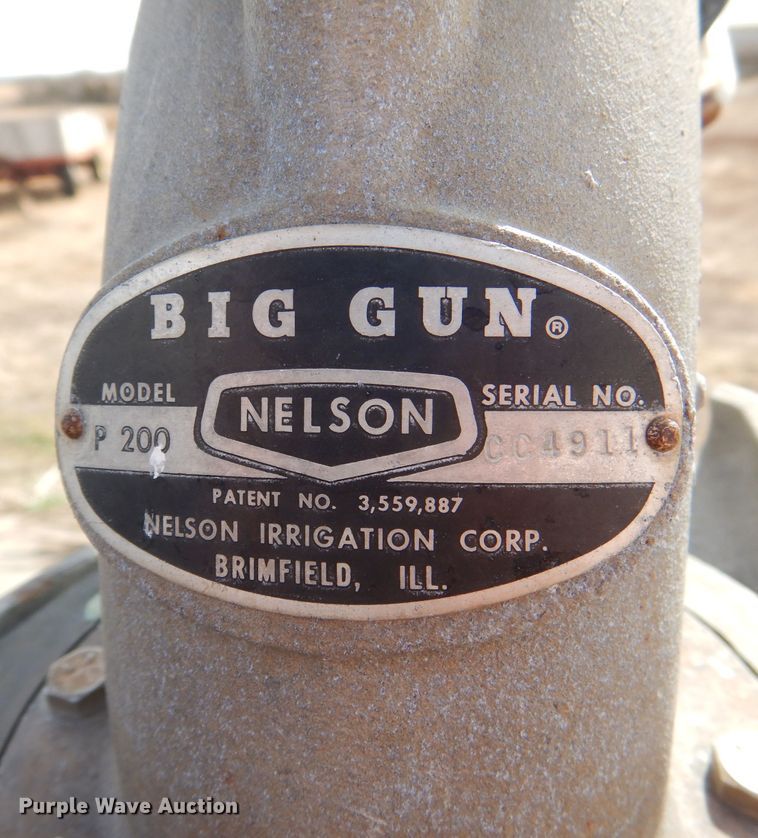 BIG GUN®
MODEL
SERIAL NO.
P 200
NELSON
CC4911
PATENT NO. 3,559,887
NELSON IRRIGATION CORP.
BRIMFIELD, ILL.
Purple Wave Auction